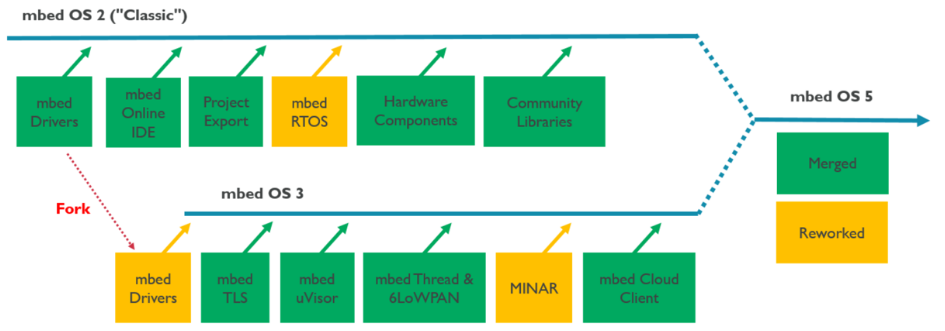 mbed OS 2 ("Classic")
mbed
Drivers
mbed
Online
IDE
Project
Export
mbed
RTOS
Hardware
Components
Community
Libraries
mbed OS 5
Merged
Reworked
Fork
mbed OS 3
mbed
Drivers
mbed
TLS
mbed
uVisor
mbed Thread &
6LoWPAN
MINAR
mbed Cloud
Client